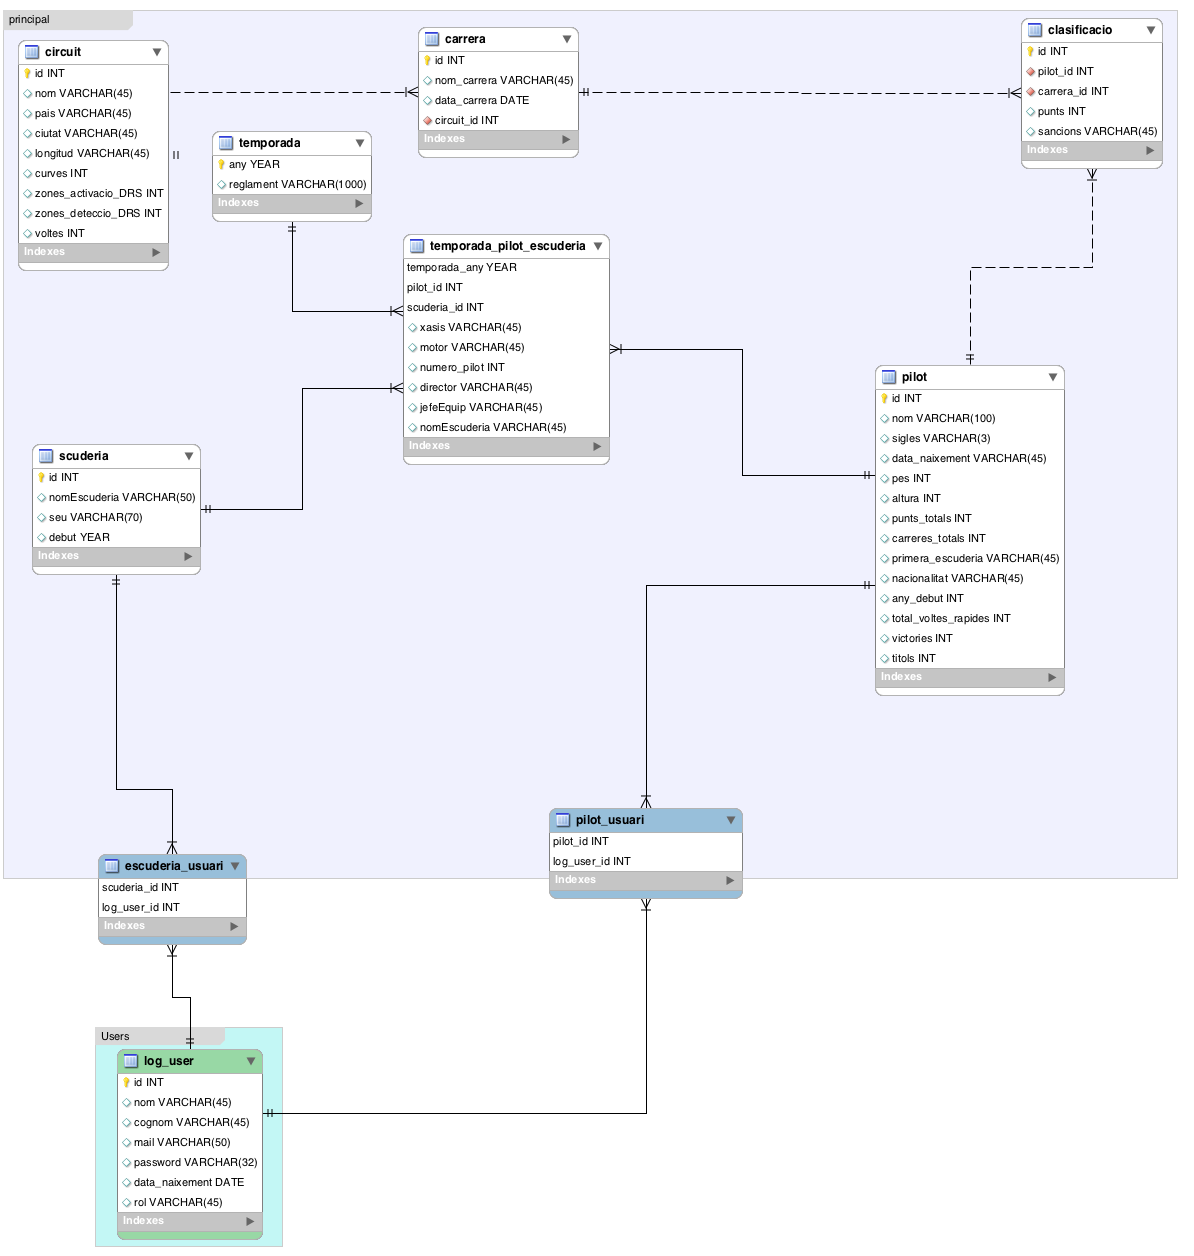 principal
circuit
id INT
nom VARCHAR(45)
pais VARCHAR(45)
ciutat VARCHAR(45)
longitud VARCHAR(45)
curves INT
zones_activacio_DRS INT
zones_deteccio_DRS INT
voltes INT
Indexes
carrera
id INT
nom_carrera VARCHAR(45)
data_carrera DATE
circuit_id INT
Indexes
clasificacio
id INT
pilot_id INT
carrera_id INT
punts INT
sancions VARCHAR(45)
Indexes
temporada
any YEAR
reglament VARCHAR(1000)
Indexes
temporada_pilot_escuderia
temporada_any YEAR
pilot_id INT
scuderia_id INT
xasis VARCHAR(45)
motor VARCHAR(45)
numero_pilot INT
director VARCHAR(45)
jefeEquip VARCHAR(45)
nomEscuderia VARCHAR(45)
Indexes
pilot
id INT
nom VARCHAR(100)
sigles VARCHAR(3)
data_naixement VARCHAR(45)
pes INT
altura INT
punts_totals INT
carreres_totals INT
primera_escuderia VARCHAR(45)
nacionalitat VARCHAR(45)
any_debut INT
total_voltes_rapides INT
victories INT
titols INT
Indexes
scuderia
id INT
nomEscuderia VARCHAR(50)
seu VARCHAR(70)
debut YEAR
Indexes
pilot_usuari
pilot_id INT
log_user_id INT
Indexes
escuderia_usuari
scuderia_id INT
log_user_id INT
Indexes
Users
log_user
id INT
nom VARCHAR(45)
cognom VARCHAR(45)
mail VARCHAR(50)
password VARCHAR(32)
data_naixement DATE
rol VARCHAR(45)
Indexes